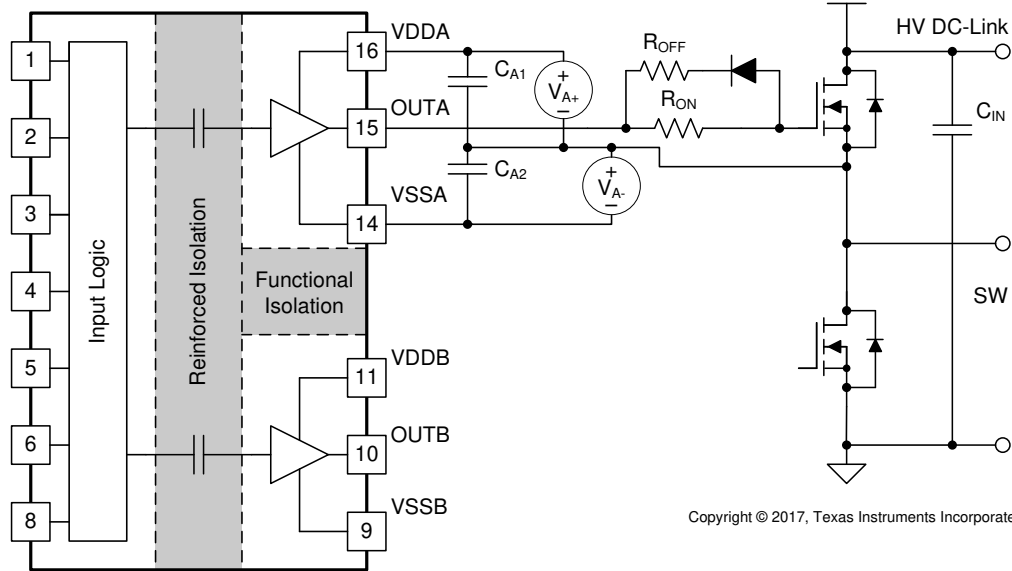 1
2
3
4
5
6
8
Input Logic
Reinforced Isolation
Functional
Isolation
16
15
14
11
10
9
VDDA
OUTA
VSSA
VDDB
OUTB
VSSB
CA1
CA2
+
VA+
–
+
VA-
–
ROFF
RON
HV DC-Link
CIN
SW
Copyright © 2017, Texas Instruments Incorporate